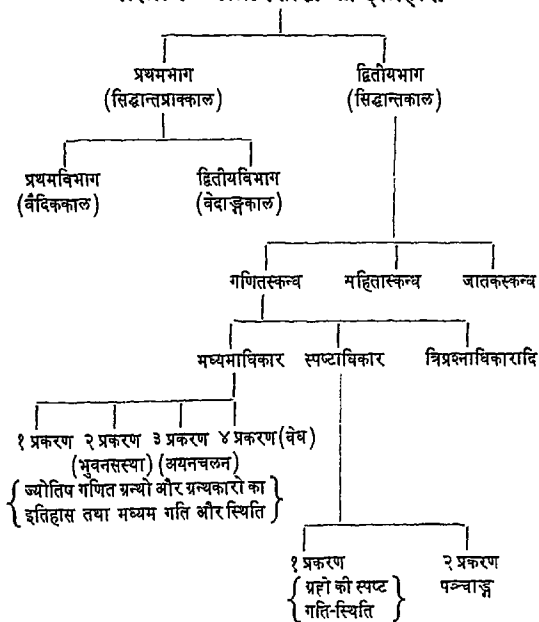 प्रथमभाग द्वितीयभाग
(सिद्धान्तप्राक्काल) (सिद्धान्तकाल)
प्रथमविभाग द्वितीयविभाग
(वैदिककाल) (वेदाङ्गकाल)
गणितस्कन्ध महितास्कन्ध जातकस्कन्ध
मध्यमाधिकार स्पष्टाधिकार त्रिप्रश्नाधिकारादि
१ प्रकरण २ प्रकरण ३ प्रकरण ४ प्रकरण (वेध)
(भुवनसस्या) (अयनचलन)
ज्योतिष गणित ग्रन्थो और ग्रन्थकारो का
इतिहास तथा मध्यम गति और स्थिति
१ प्रकरण २ प्रकरण
ग्रहो की स्पष्ट पञ्चाङ्ग
गति-स्थिति